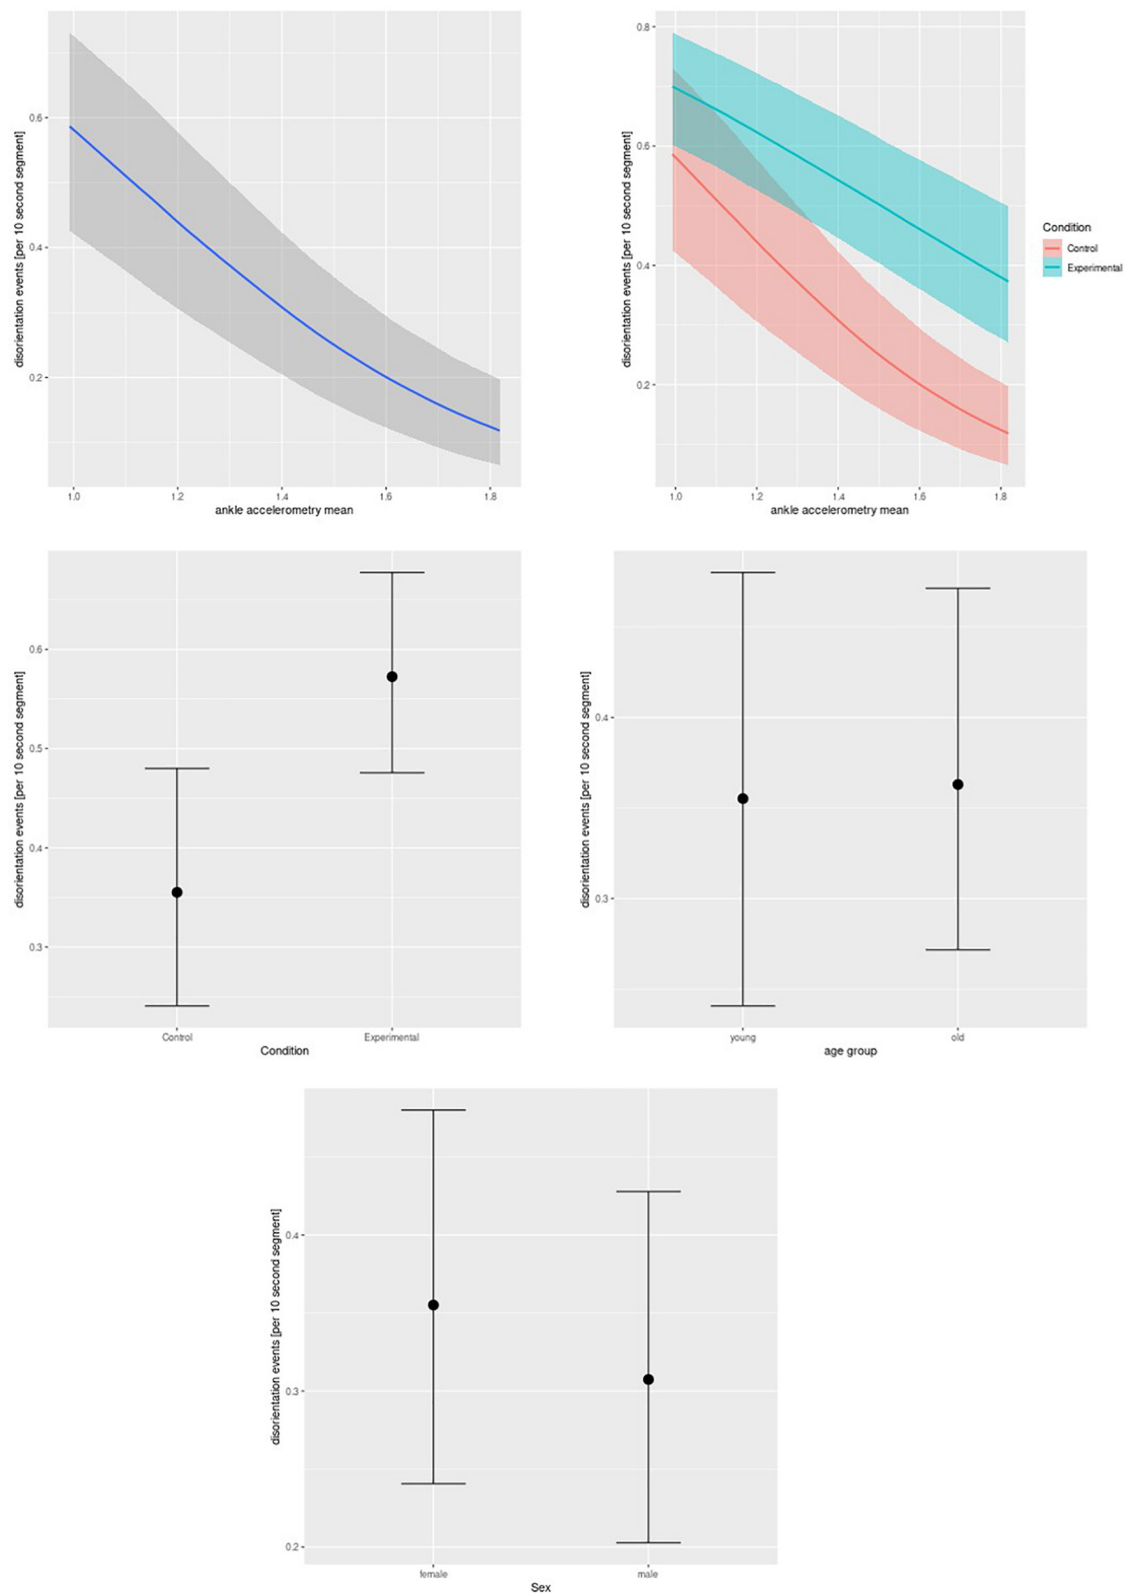 disorientation events [per 10 second segment]
0.6
0.4
0.2
1.0 1.2 1.4 1.6 1.8
ankle accelerometry mean
disorientation events [per 10 second segment]
0.8
0.6
0.4
0.2
1.0 1.2 1.4 1.6 1.8
ankle accelerometry mean
Condition
Control
Experimental
disorientation events [per 10 second segment]
0.6
0.5
0.4
0.3
Control Experimental
Condition
disorientation events [per 10 second segment]
0.4
0.3
young old
age group
disorientation events [per 10 second segment]
0.4
0.3
0.2
female male
Sex